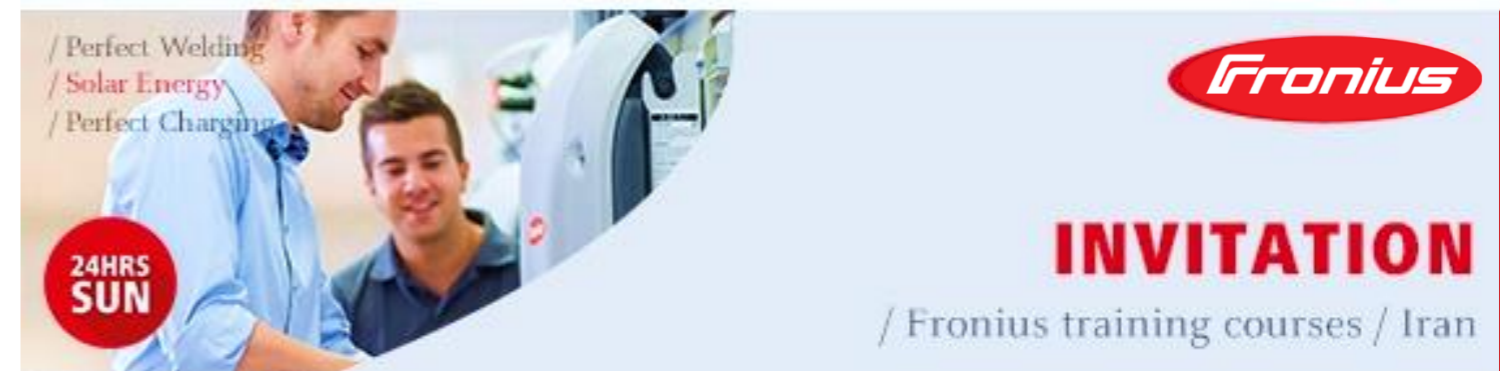 / Perfect Welding
/ Solar Energy
/ Perfect Charging
24HRS
SUN
Fronius
INVITATION
/ Fronius training courses / Iran